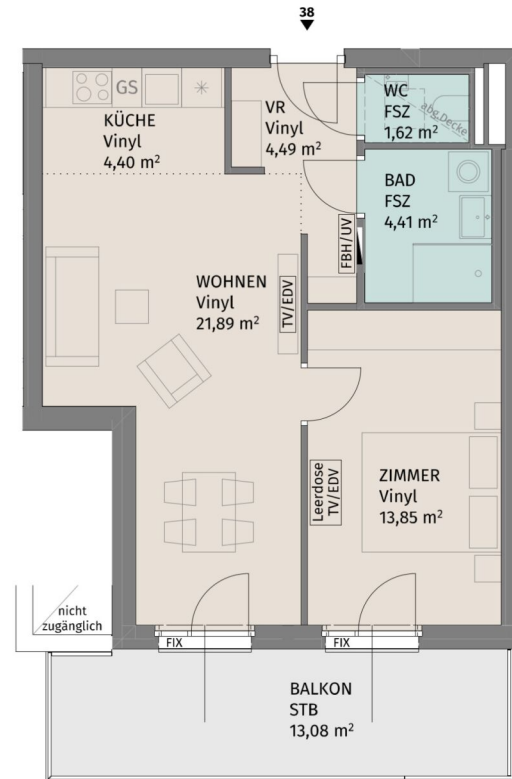 38
GS
KÜCHE
Vinyl
4,40 m²
VR
Vinyl
4,49 m²
WC
FSZ
1,62 m²
abg.Decke
BAD
FSZ
4,41 m²
FBH/UV
WOHNEN
Vinyl
21,89 m²
TV/EDV
Leerdose
TV/EDV
ZIMMER
Vinyl
13,85 m²
nicht
zugänglich
FIX
FIX
BALKON
STB
13,08 m²